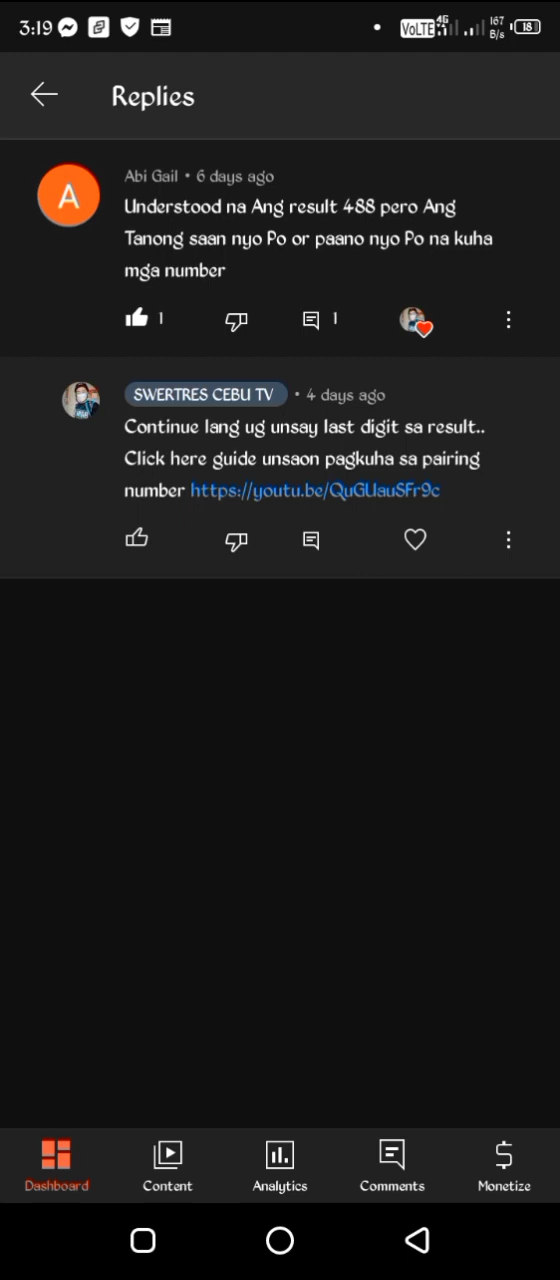 3:19 VoLTE 4G 167 B/s 18
Replies
A
Abi Gail • 6 days ago
Understood na Ang result 488 pero Ang
Tanong saan nyo Po or paano nyo Po na kuha
mga number
1 1
SWERTRES CEBU TV • 4 days ago
Continue lang ug unsay last digit sa result..
Click here guide unsaon pagkuha sa pairing
number https://youtu.be/QuGUauSFr9c
Dashboard Content Analytics Comments Monetize